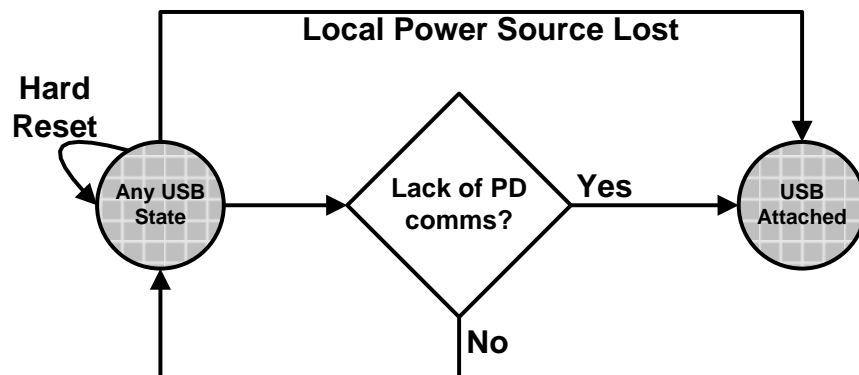 Local Power Source Lost
Hard
Reset
Any USB
State
Lack of PD
comms?
Yes
USB
Attached
No